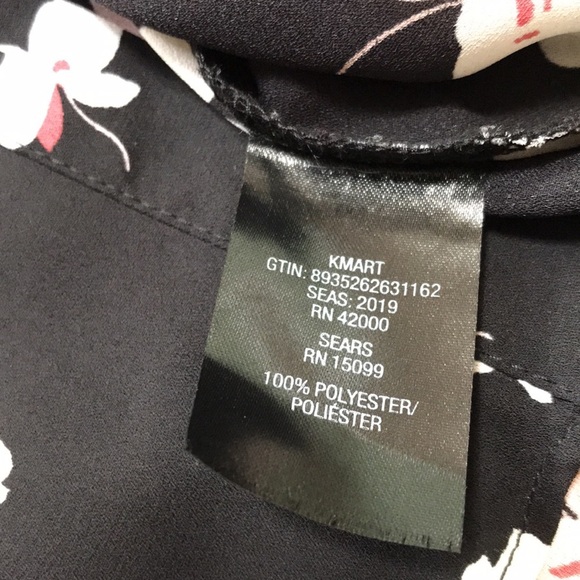 KMART
GTIN: 8935262631162
SEAS: 2019
RN 42000
SEARS
RN 15099
100% POLYESTER/
POLIÉSTER